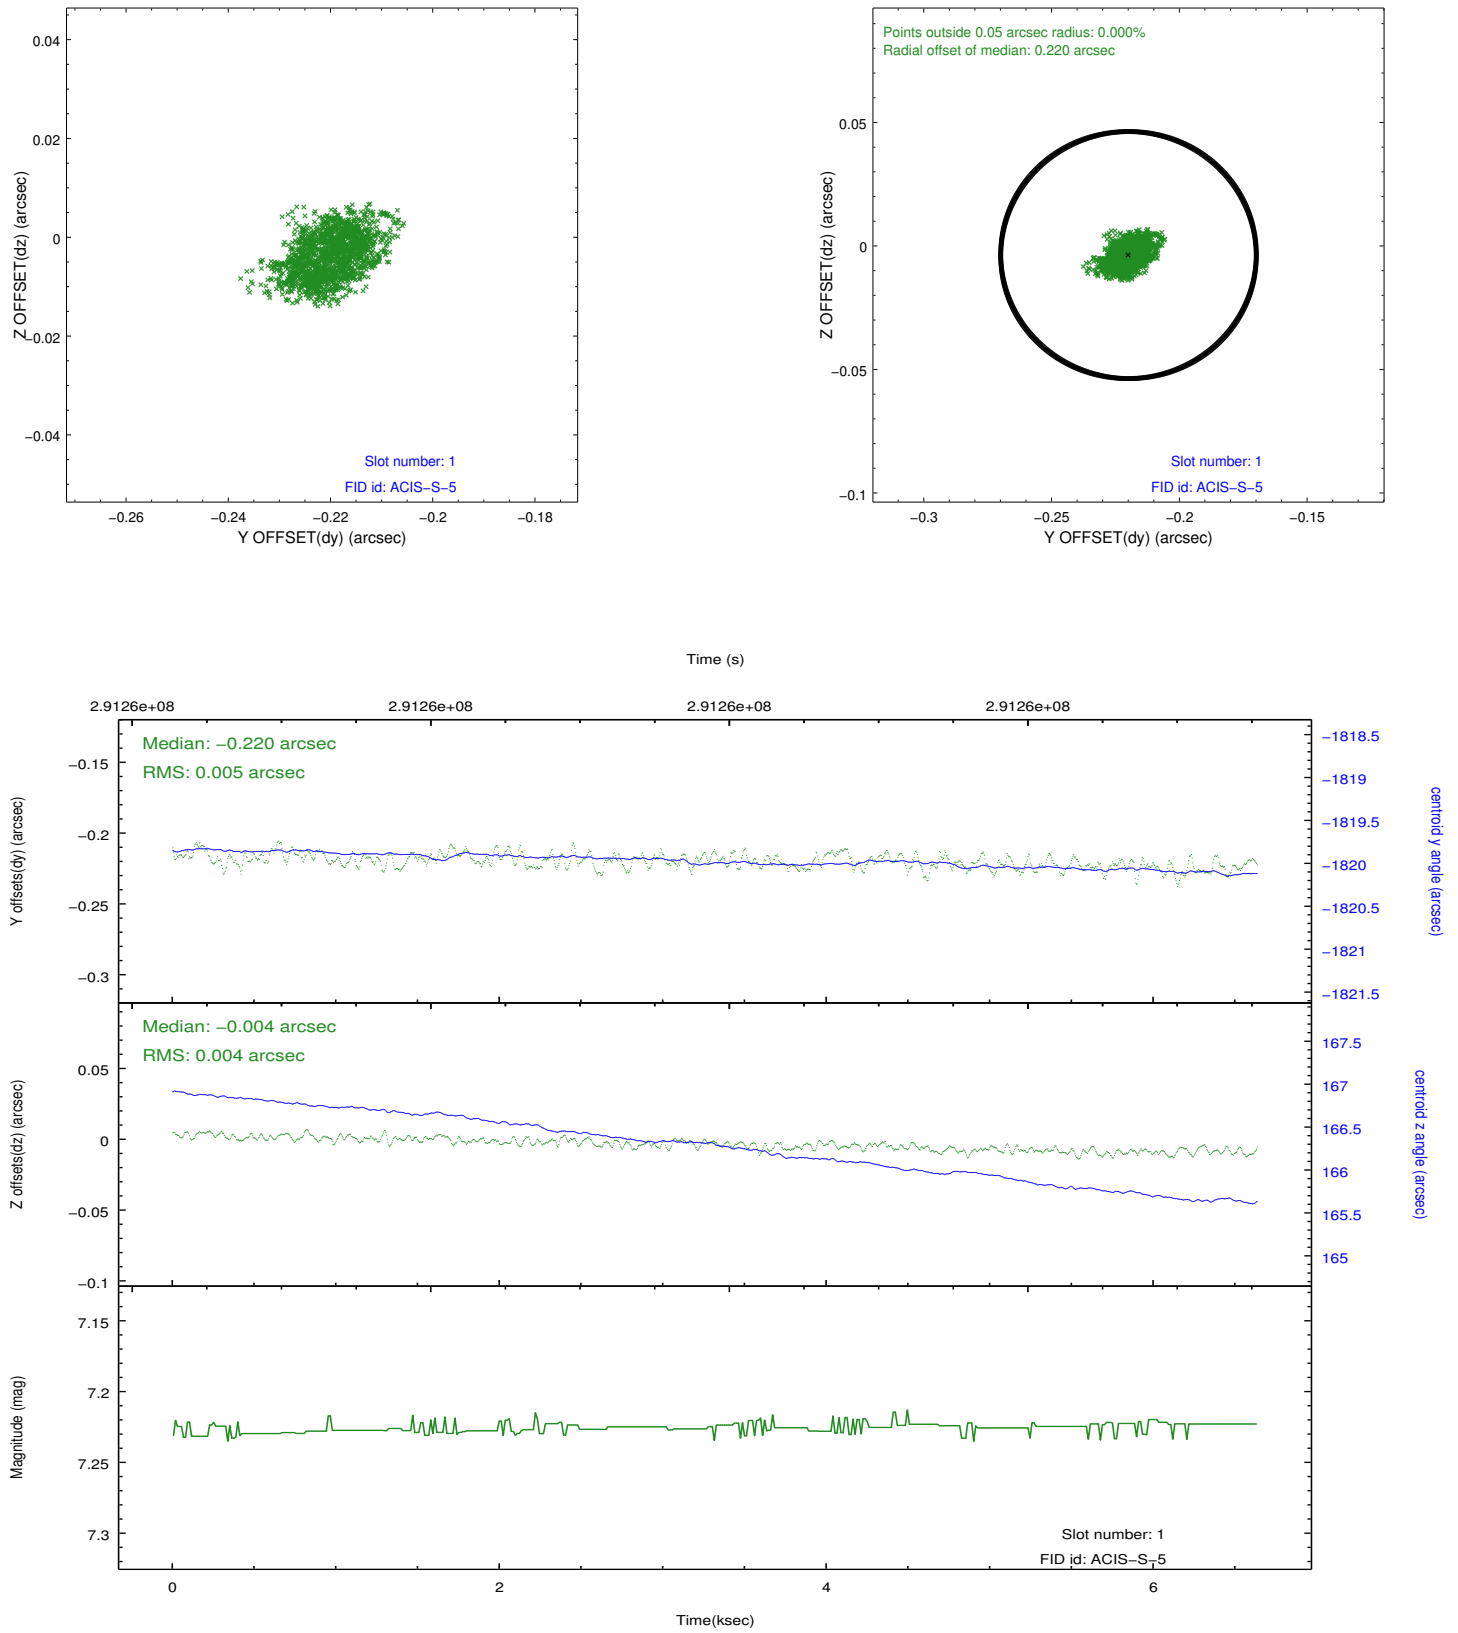 0.04
0.02
0
−0.02
−0.04
Z OFFSET(dz) (arcsec)
Slot number: 1
FID id: ACIS−S−5
−0.26
−0.24
−0.22
−0.2
−0.18
Y OFFSET(dy) (arcsec)
Points outside 0.05 arcsec radius: 0.000%
Radial offset of median: 0.220 arcsec
0.05
0
−0.05
−0.1
Z OFFSET(dz) (arcsec)
Slot number: 1
FID id: ACIS−S−5
−0.3
−0.25
−0.2
−0.15
Y OFFSET(dy) (arcsec)
Time (s)
2.9126e+08
2.9126e+08
2.9126e+08
2.9126e+08
Median: −0.220 arcsec
RMS: 0.005 arcsec
−0.15
−0.2
−0.25
−0.3
Y offsets(dy) (arcsec)
−1818.5
−1819
−1819.5
−1820
−1820.5
−1821
−1821.5
centroid y angle (arcsec)
Median: −0.004 arcsec
RMS: 0.004 arcsec
0.05
0
−0.05
−0.1
Z offsets(dz) (arcsec)
167.5
167
166.5
166
165.5
165
centroid z angle (arcsec)
7.15
7.2
7.25
7.3
Magnitude (mag)
Slot number: 1
FID id: ACIS−S−5
0
2
4
6
Time(ksec)